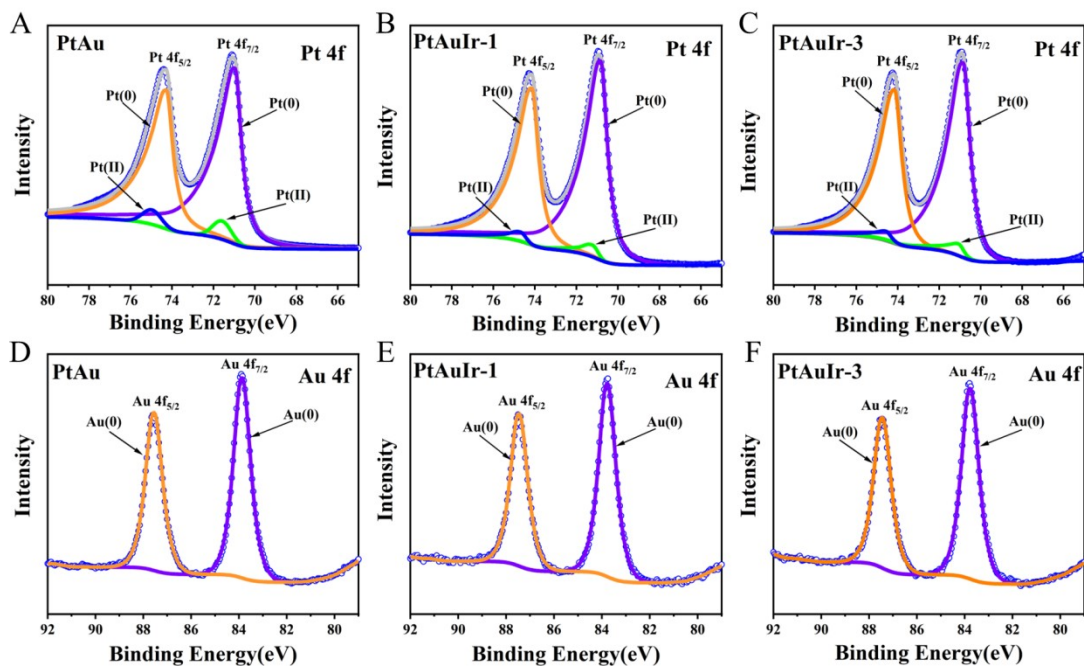 A
PtAu
Pt 4f
Pt 4f5/2
Pt 4f7/2
Pt(0)
Pt(0)
Pt(II)
Pt(II)
Intensity
80 78 76 74 72 70 68 66
Binding Energy(eV)
B
PtAuIr-1
Pt 4f
Pt 4f5/2
Pt 4f7/2
Pt(0)
Pt(0)
Pt(II)
Pt(II)
Intensity
80 78 76 74 72 70 68 66
Binding Energy(eV)
C
PtAuIr-3
Pt 4f
Pt 4f5/2
Pt 4f7/2
Pt(0)
Pt(0)
Pt(II)
Pt(II)
Intensity
80 78 76 74 72 70 68 66
Binding Energy(eV)
D
PtAu
Au 4f
Au 4f7/2
Au 4f5/2
Au(0)
Au(0)
Intensity
92 90 88 86 84 82 80
Binding Energy(eV)
E
PtAuIr-1
Au 4f
Au 4f7/2
Au 4f5/2
Au(0)
Au(0)
Intensity
92 90 88 86 84 82 80
Binding Energy(eV)
F
PtAuIr-3
Au 4f
Au 4f7/2
Au 4f5/2
Au(0)
Au(0)
Intensity
92 90 88 86 84 82 80
Binding Energy(eV)